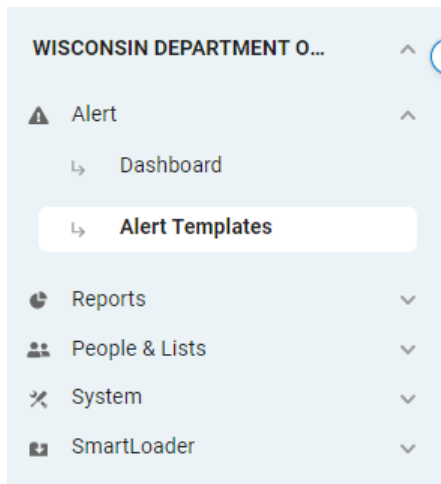 WISCONSIN DEPARTMENT O...
Alert
Dashboard
Alert Templates
Reports
People & Lists
System
SmartLoader